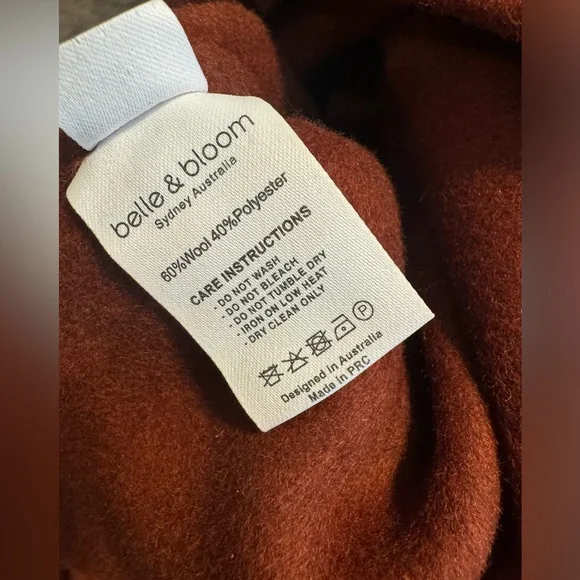 belle & bloom
Sydney Australia
60%Wool 40%Polyester
CARE INSTRUCTIONS
- DO NOT WASH
- DO NOT BLEACH
- DO NOT TUMBLE DRY
- IRON ON LOW HEAT
- DRY CLEAN ONLY
P
Designed in Australia
Made in PRC